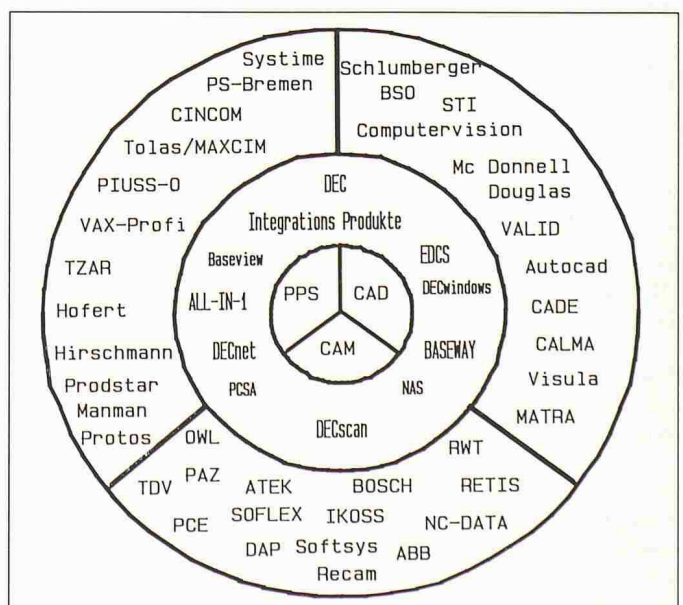 Systime
PS-Bremen
CINCOM
Tolas/MAXCIM
PIUSS-O
VAX-Profi
TZAR
Hofert
Hirschmann
Prodstar
Manman
Protos
Schlumberger
BSO
STI
Computervision
Mc Donnell
Douglas
VALID
Autocad
CADE
CALMA
Visula
MATRA
DEC
Integrations Produkte
Baseview
EDCS
DECwindows
ALL-IN-1
DECnet
BASEWAY
PCSA
NAS
DECscan
PPS
CAD
CAM
OWL
RWT
TDV
PAZ
ATEK
BOSCH
RETIS
PCE
SOFLEX
IKOSS
NC-DATA
DAP
Softsys
ABB
Recam